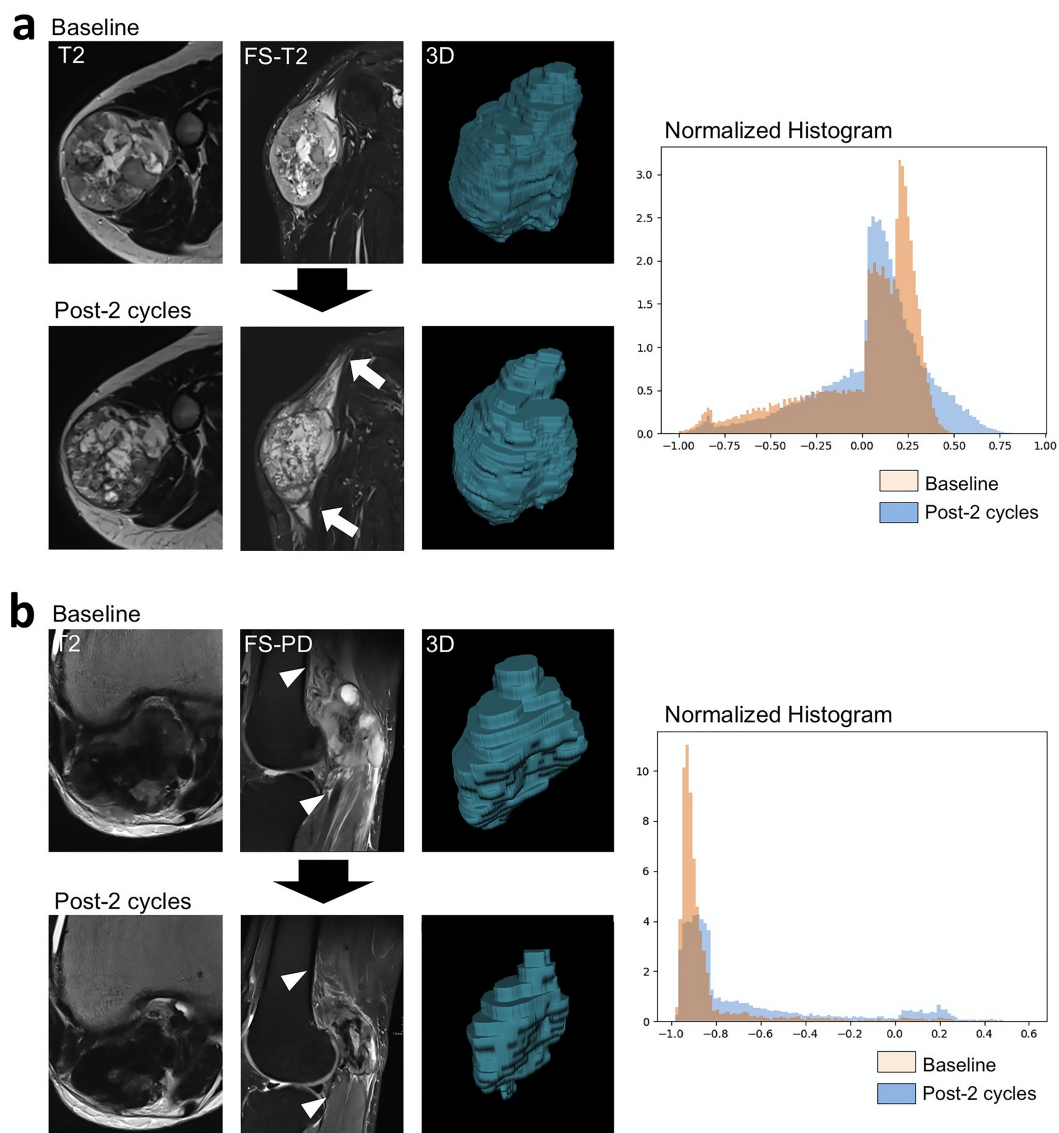 a
Baseline
T2
FS-T2
3D
Post-2 cycles
Normalized Histogram
3.0
2.5
2.0
1.5
1.0
0.5
0.0
−1.00 −0.75 −0.50 −0.25 0.00 0.25 0.50 0.75 1.00
Baseline
Post-2 cycles
b
Baseline
T2
FS-PD
3D
Post-2 cycles
Normalized Histogram
10
8
6
4
2
0
−1.0 −0.8 −0.6 −0.4 −0.2 0.0 0.2 0.4 0.6
Baseline
Post-2 cycles